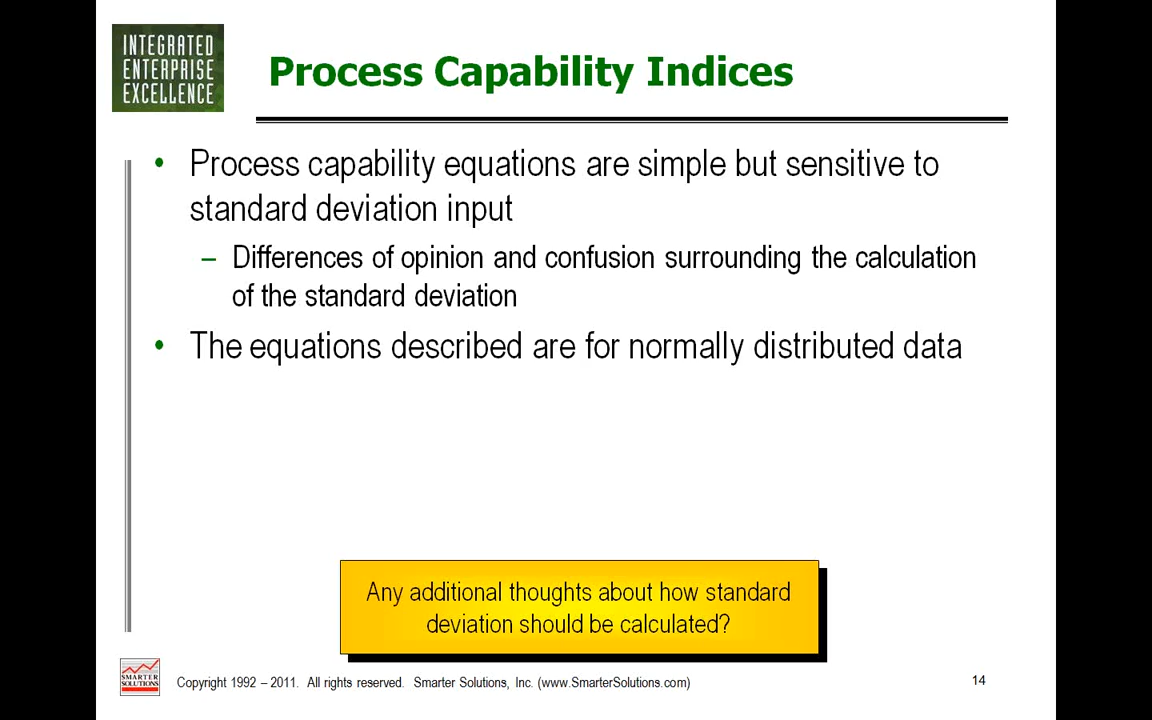 INTEGRATED
ENTERPRISE
EXCELLENCE
Process Capability Indices
• Process capability equations are simple but sensitive to
standard deviation input
– Differences of opinion and confusion surrounding the calculation
of the standard deviation
• The equations described are for normally distributed data
Any additional thoughts about how standard
deviation should be calculated?
SMARTER
SOLUTIONS
Copyright 1992 – 2011. All rights reserved. Smarter Solutions, Inc. (www.SmarterSolutions.com)
14